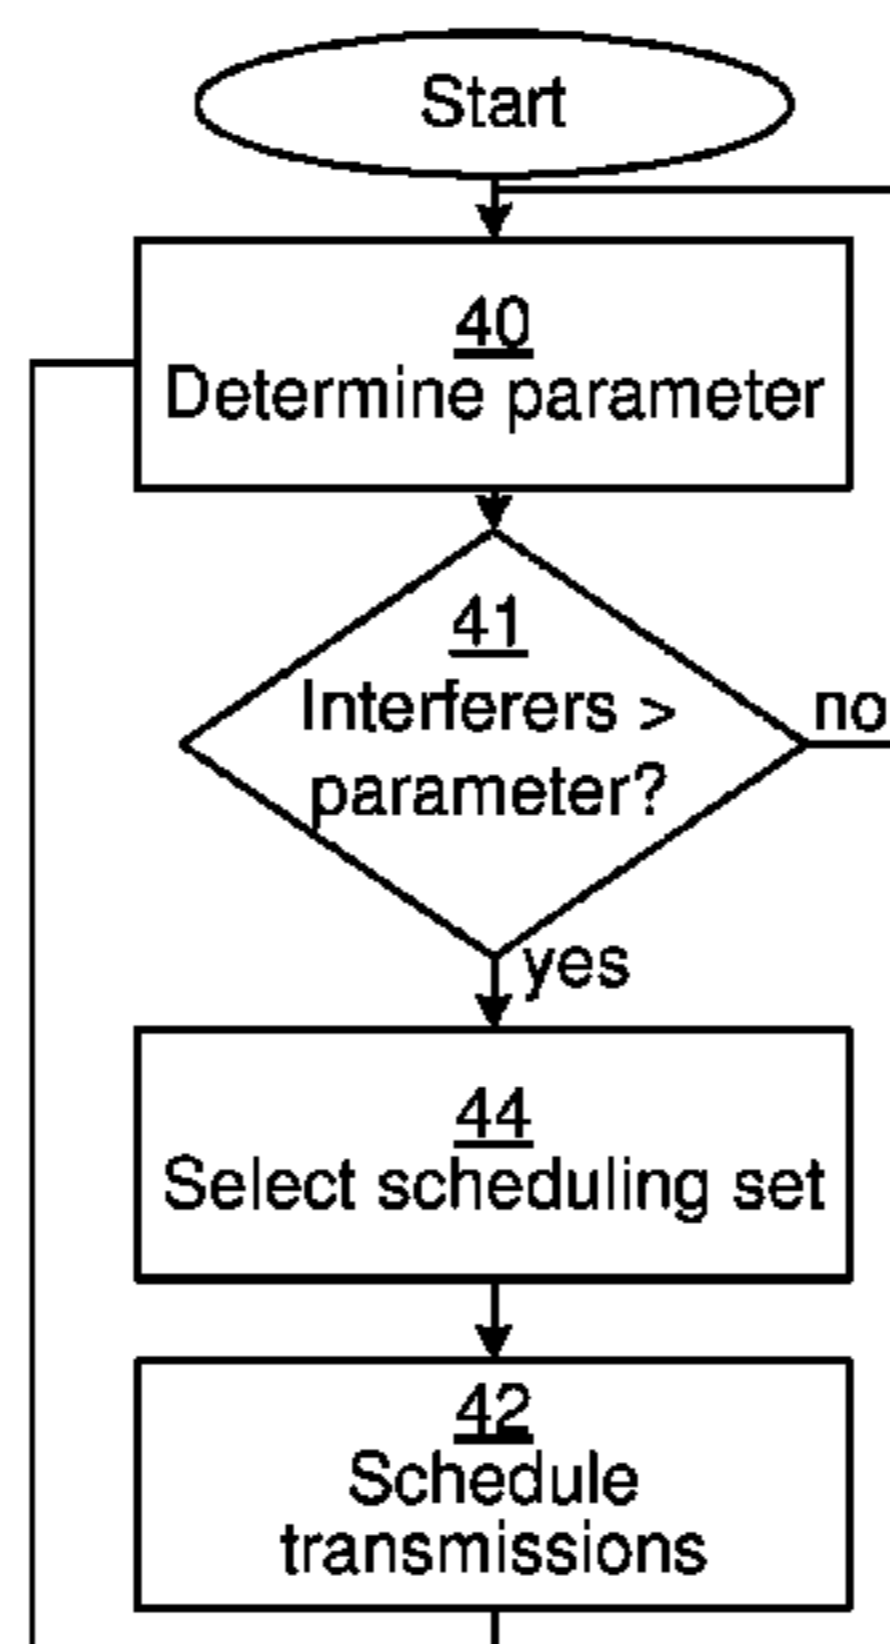 Start
40
Determine parameter
41
Interferers >
parameter?
no
yes
44
Select scheduling set
42
Schedule
transmissions